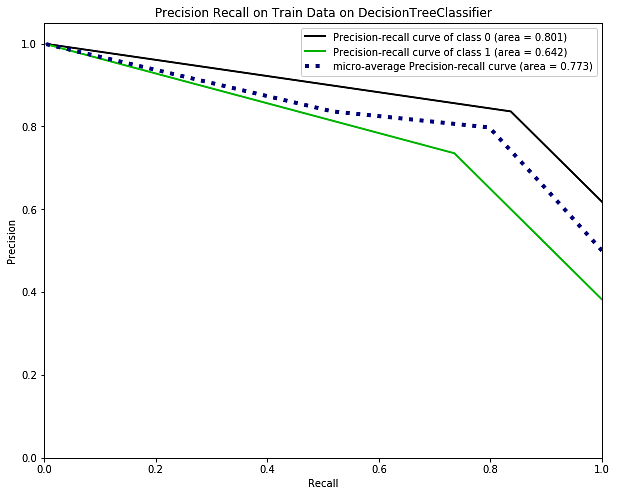 Precision Recall on Train Data on DecisionTreeClassifier
Precision-recall curve of class 0 (area = 0.801)
Precision-recall curve of class 1 (area = 0.642)
micro-average Precision-recall curve (area = 0.773)
Precision
1.0
0.8
0.6
0.4
0.2
0.0
0.0 0.2 0.4 0.6 0.8 1.0
Recall